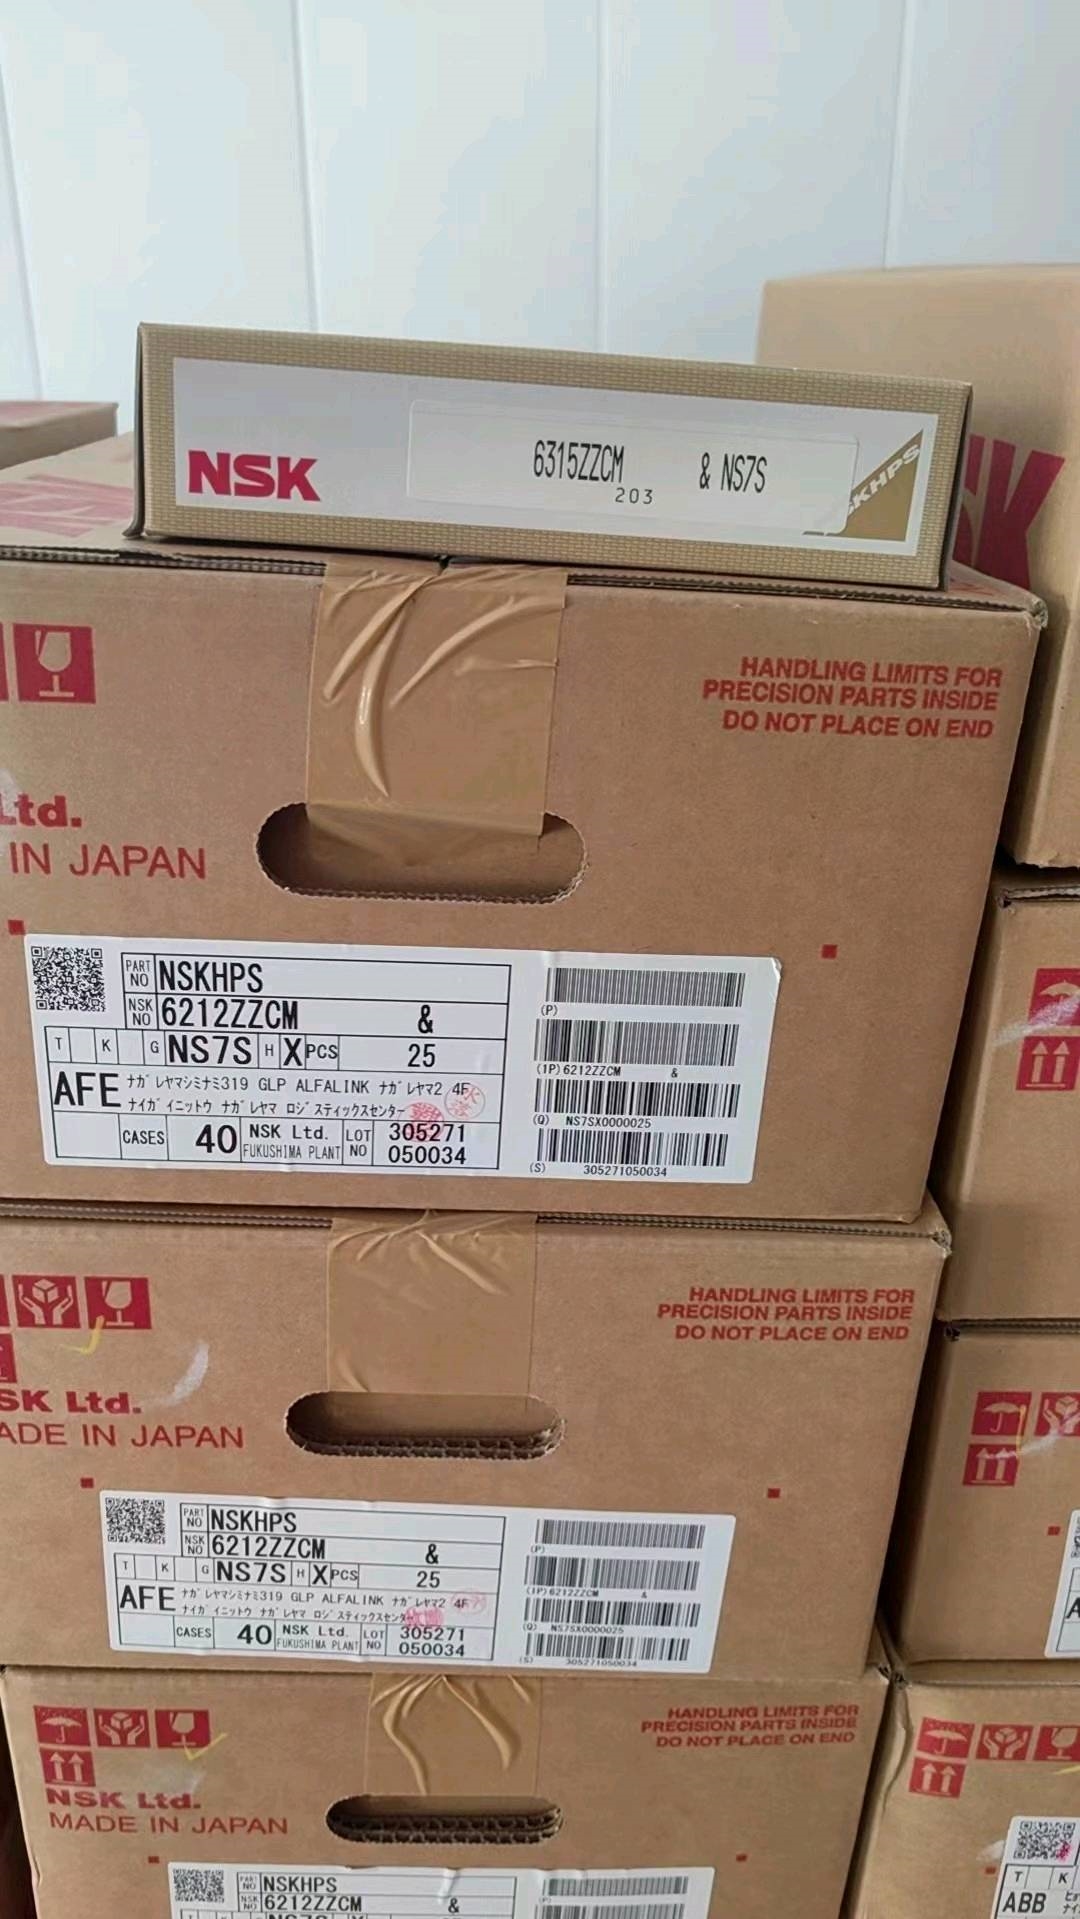 NSK
6315ZZCM & NS7S
203
KHPS
SK
HANDLING LIMITS FOR
PRECISION PARTS INSIDE
DO NOT PLACE ON END
Ltd.
IN JAPAN
PART NO NSKHPS
NSK NO 6212ZZCM &
T K G NS7S H X PCS 25
AFE ナガレヤマシミナミ319 GLP ALFALINK ナガレヤマ2 4F
ナイガイニットウ ナガレヤマ ロジスティックスセンター
CASES 40 NSK Ltd. FUKUSHIMA PLANT LOT NO 305271 050034
(P)
(1P) 6212ZZCM &
(Q) NS7SX0000025
(S) 305271050034
HANDLING LIMITS FOR
PRECISION PARTS INSIDE
DO NOT PLACE ON END
SK Ltd.
ADE IN JAPAN
PART NO NSKHPS
NSK NO 6212ZZCM &
T K G NS7S H X PCS 25
AFE ナガレヤマシミナミ319 GLP ALFALINK ナガレヤマ2 4F
ナイガイニットウ ナガレヤマ ロジスティックスセンター
CASES 40 NSK Ltd. FUKUSHIMA PLANT LOT NO 305271 050034
(P)
(1P) 6212ZZCM &
(Q) NS7SX0000025
(S) 305271050034
HANDLING LIMITS FOR
PRECISION PARTS INSIDE
DO NOT PLACE ON END
NSK Ltd.
MADE IN JAPAN
PART NO NSKHPS
NSK NO 6212ZZCM &
(P)
T K
ABB